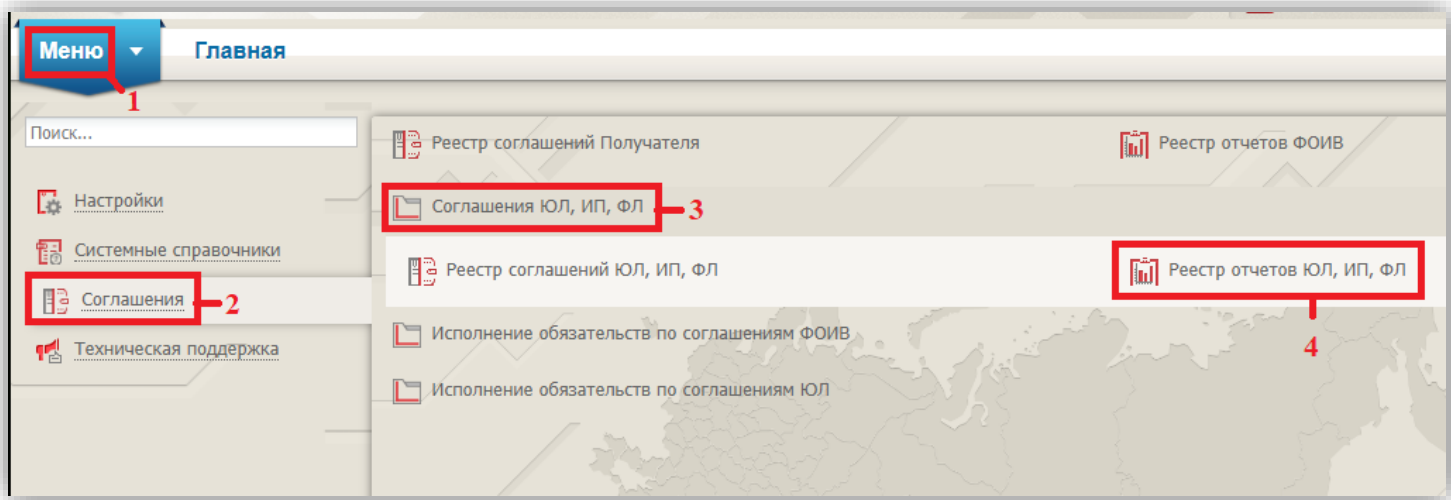 Меню Главная
1
Поиск...
Реестр соглашений Получателя Реестр отчетов ФОИВ
Настройки
Соглашения ЮЛ, ИП, ФЛ 3
Системные справочники
Реестр соглашений ЮЛ, ИП, ФЛ Реестр отчетов ЮЛ, ИП, ФЛ
Соглашения 2
Исполнение обязательств по соглашениям ФОИВ
4
Техническая поддержка
Исполнение обязательств по соглашениям ЮЛ